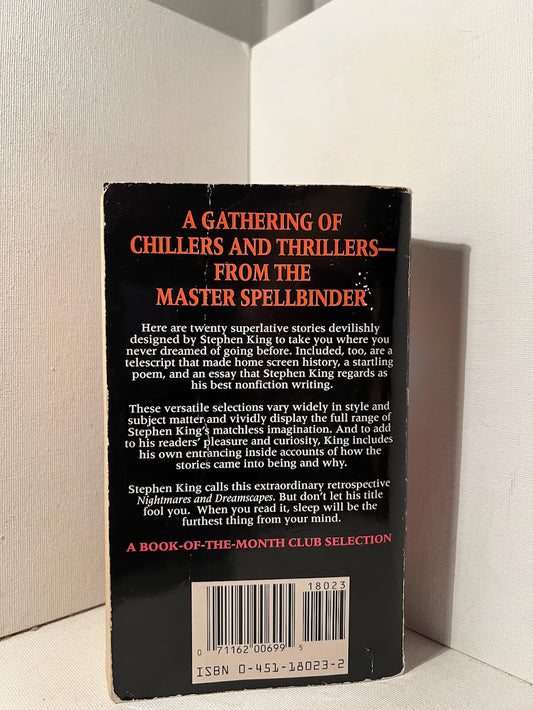 A GATHERING OF
CHILLERS AND THRILLERS—
FROM THE
MASTER SPELLBINDER
Here are twenty superlative stories devilishly
designed by Stephen King to take you where you
never dreamed of going before. Included, too, are a
telescript that made home screen history, a startling
poem, and an essay that Stephen King regards as
his best nonfiction writing.
These versatile selections vary widely in style and
subject matter and vividly display the full range of
Stephen King's matchless imagination. And to add
to his readers' pleasure and curiosity, King includes
his own entrancing inside accounts of how the
stories came into being and why.
Stephen King calls this extraordinary retrospective
Nightmares and Dreamscapes. But don't let his title
fool you. When you read it, sleep will be the
furthest thing from your mind.
A BOOK-OF-THE-MONTH CLUB SELECTION
18023
0 71162 00699 5
ISBN 0-451-18023-2